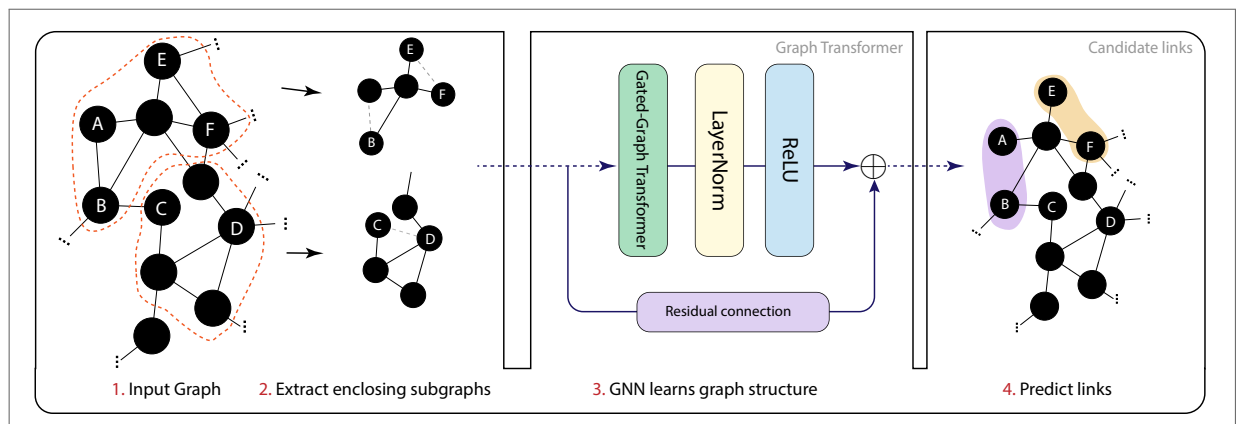 Graph Transformer
Candidate links
E
A
F
B
C
D
E
F
B
C
D
Gated-Graph Transformer
LayerNorm
ReLU
Residual connection
E
A
F
B
C
D
1. Input Graph
2. Extract enclosing subgraphs
3. GNN learns graph structure
4. Predict links